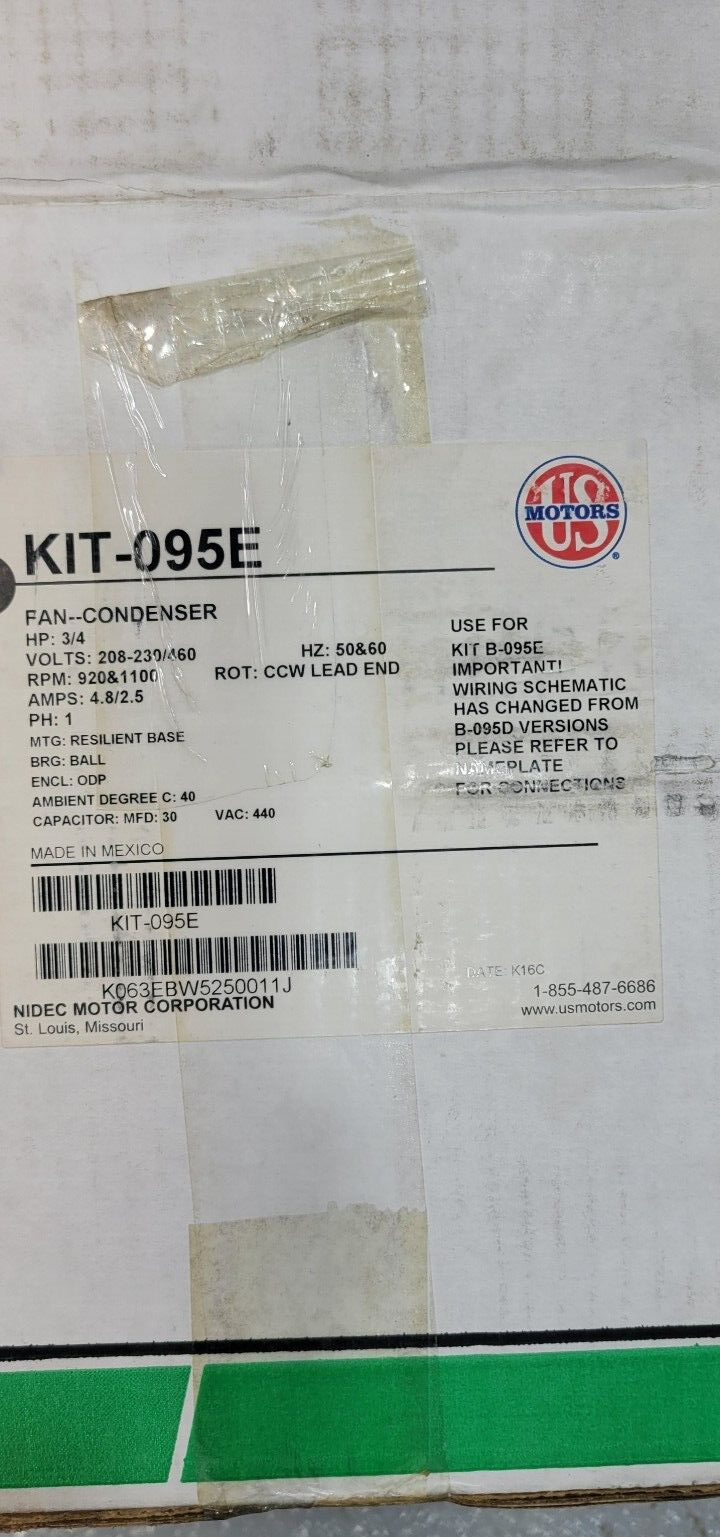 US
MOTORS
®
KIT-095E
FAN--CONDENSER
HP: 3/4
VOLTS: 208-230/460 HZ: 50&60
RPM: 920&1100 ROT: CCW LEAD END
AMPS: 4.8/2.5
PH: 1
MTG: RESILIENT BASE
BRG: BALL
ENCL: ODP
AMBIENT DEGREE C: 40
CAPACITOR: MFD: 30 VAC: 440
USE FOR
KIT B-095E
IMPORTANT!
WIRING SCHEMATIC
HAS CHANGED FROM
B-095D VERSIONS
PLEASE REFER TO
NAMEPLATE
FOR CONNECTIONS
MADE IN MEXICO
KIT-095E
K063EBW5250011J
NIDEC MOTOR CORPORATION
St. Louis, Missouri
DATE: K16C
1-855-487-6686
www.usmotors.com